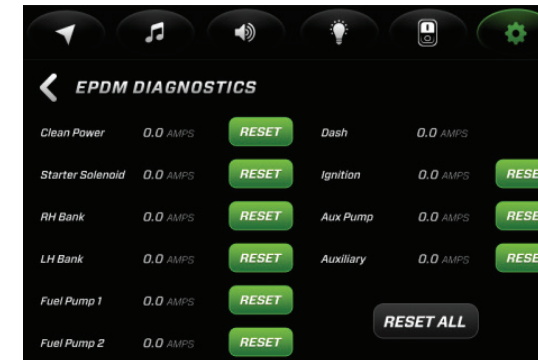 EPDM DIAGNOSTICS
Clean Power 0.0 AMPS RESET Dash 0.0 AMPS
Starter Solenoid 0.0 AMPS RESET Ignition 0.0 AMPS RESE
RH Bank 0.0 AMPS RESET Aux Pump 0.0 AMPS RESE
LH Bank 0.0 AMPS RESET Auxiliary 0.0 AMPS RESE
Fuel Pump 1 0.0 AMPS RESET
RESET ALL
Fuel Pump 2 0.0 AMPS RESET